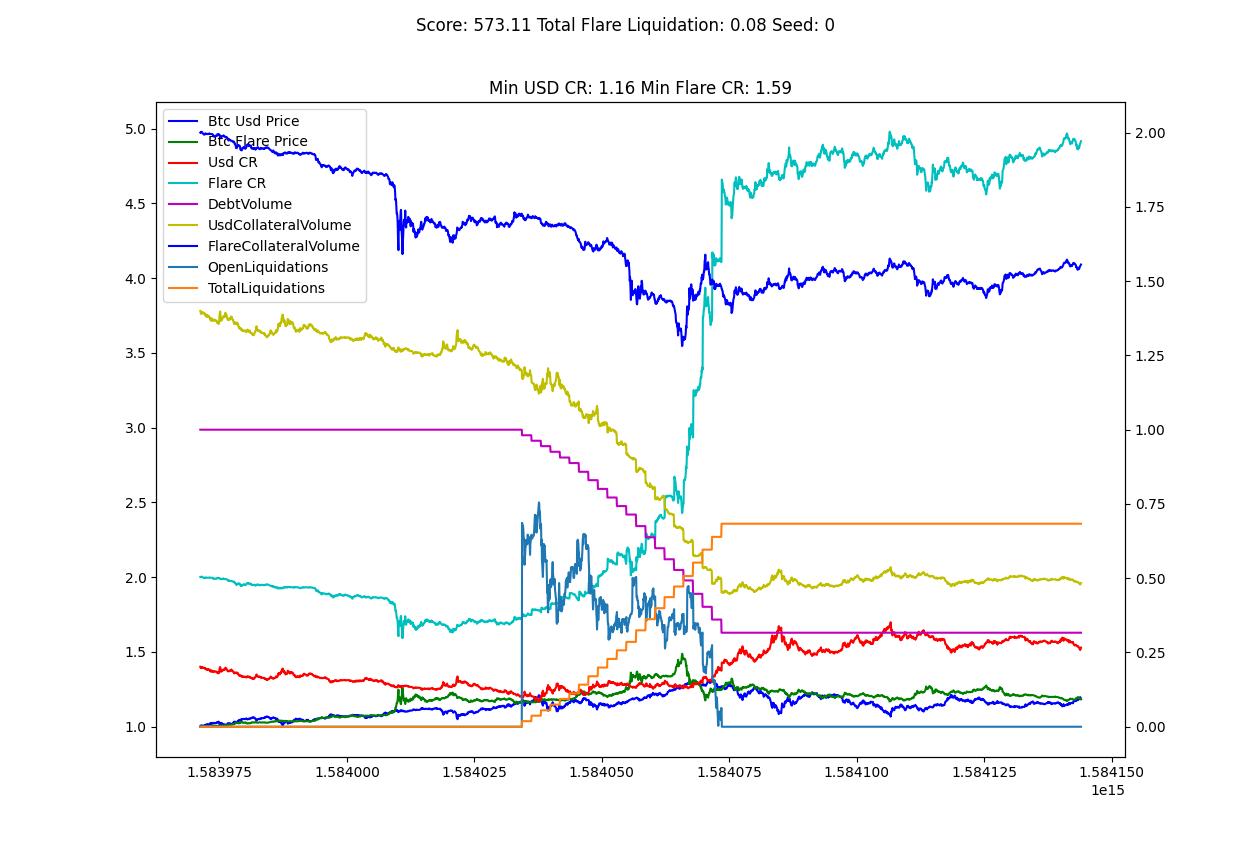 Score: 573.11 Total Flare Liquidation: 0.08 Seed: 0
Min USD CR: 1.16 Min Flare CR: 1.59
Btc Usd Price
Btc Flare Price
Usd CR
Flare CR
DebtVolume
UsdCollateralVolume
FlareCollateralVolume
OpenLiquidations
TotalLiquidations
5.0
4.5
4.0
3.5
3.0
2.5
2.0
1.5
1.0
2.00
1.75
1.50
1.25
1.00
0.75
0.50
0.25
0.00
1.583975 1.584000 1.584025 1.584050 1.584075 1.584100 1.584125 1.584150
1e15